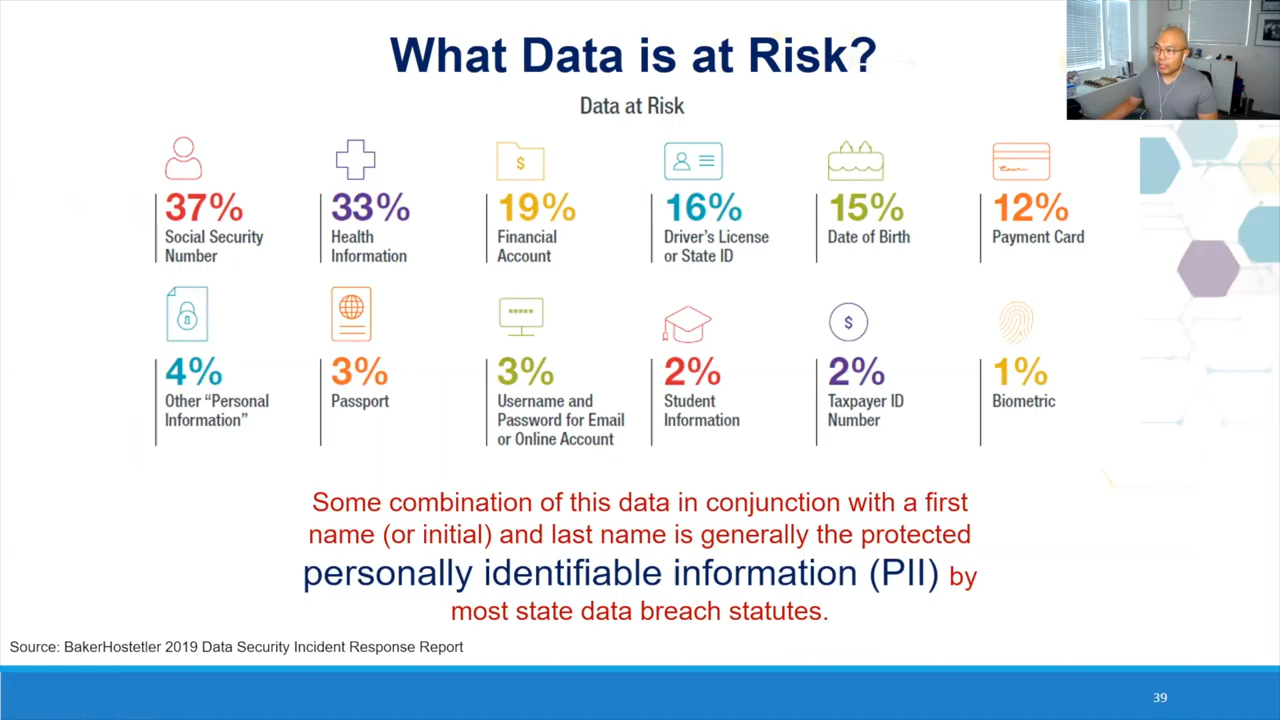 What Data is at Risk?
Data at Risk
$
37%
Social Security
Number
33%
Health
Information
19%
Financial
Account
16%
Driver's License
or State ID
15%
Date of Birth
12%
Payment Card
*****
$
4%
Other “Personal
Information”
3%
Passport
3%
Username and
Password for Email
or Online Account
2%
Student
Information
2%
Taxpayer ID
Number
1%
Biometric
Some combination of this data in conjunction with a first
name (or initial) and last name is generally the protected
personally identifiable information (PII) by
most state data breach statutes.
Source: BakerHostetler 2019 Data Security Incident Response Report
39